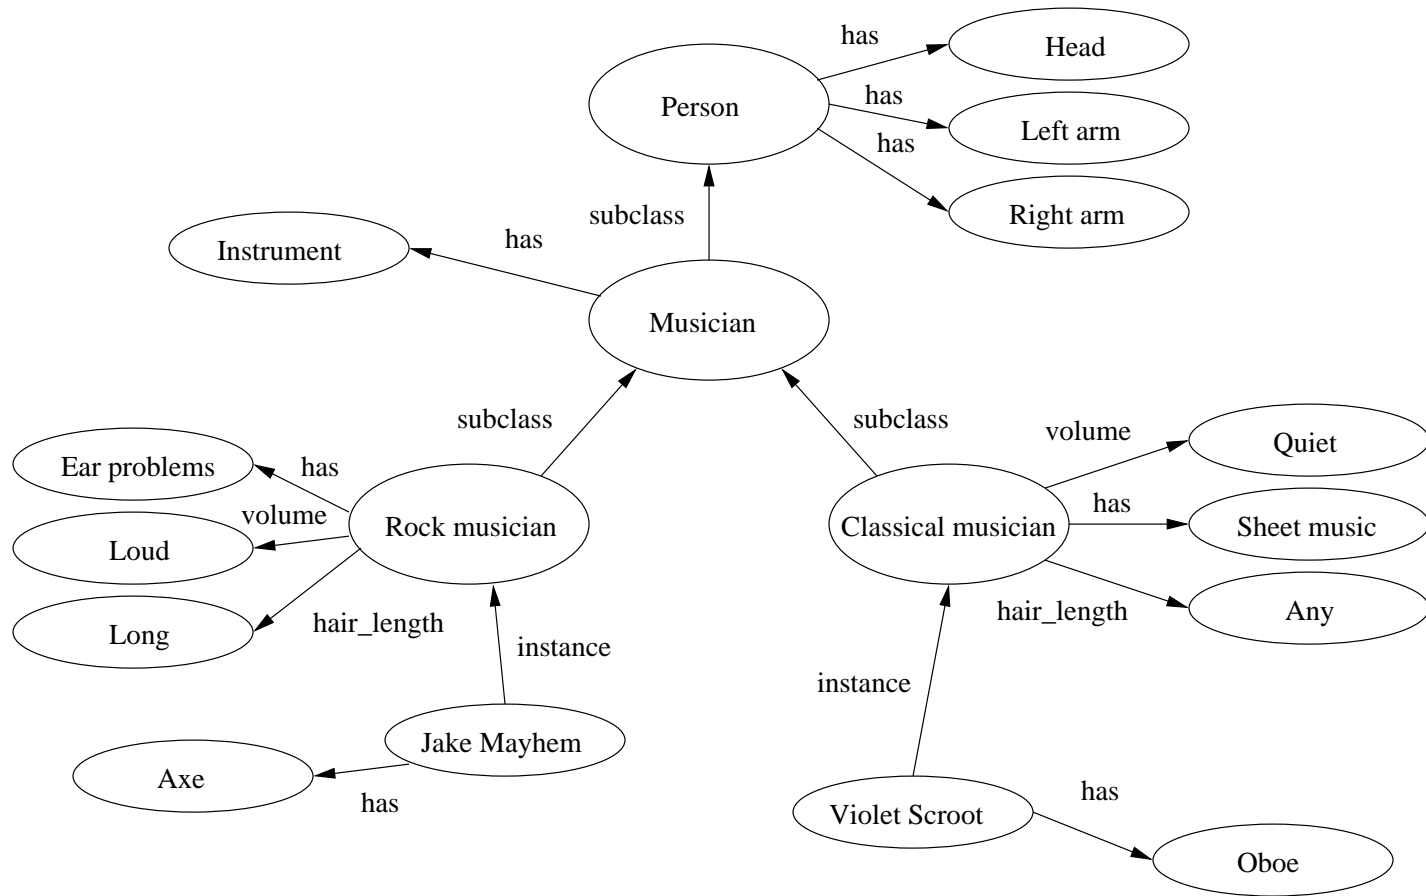 has
Head
Person
has
Left arm
has
Right arm
subclass
Instrument
has
Musician
subclass
subclass
volume
Quiet
Ear problems
has
has
Sheet music
volume
Rock musician
Classical musician
Loud
hair_length
Any
Long
hair_length
instance
instance
Jake Mayhem
Axe
has
Violet Scroot
has
Oboe